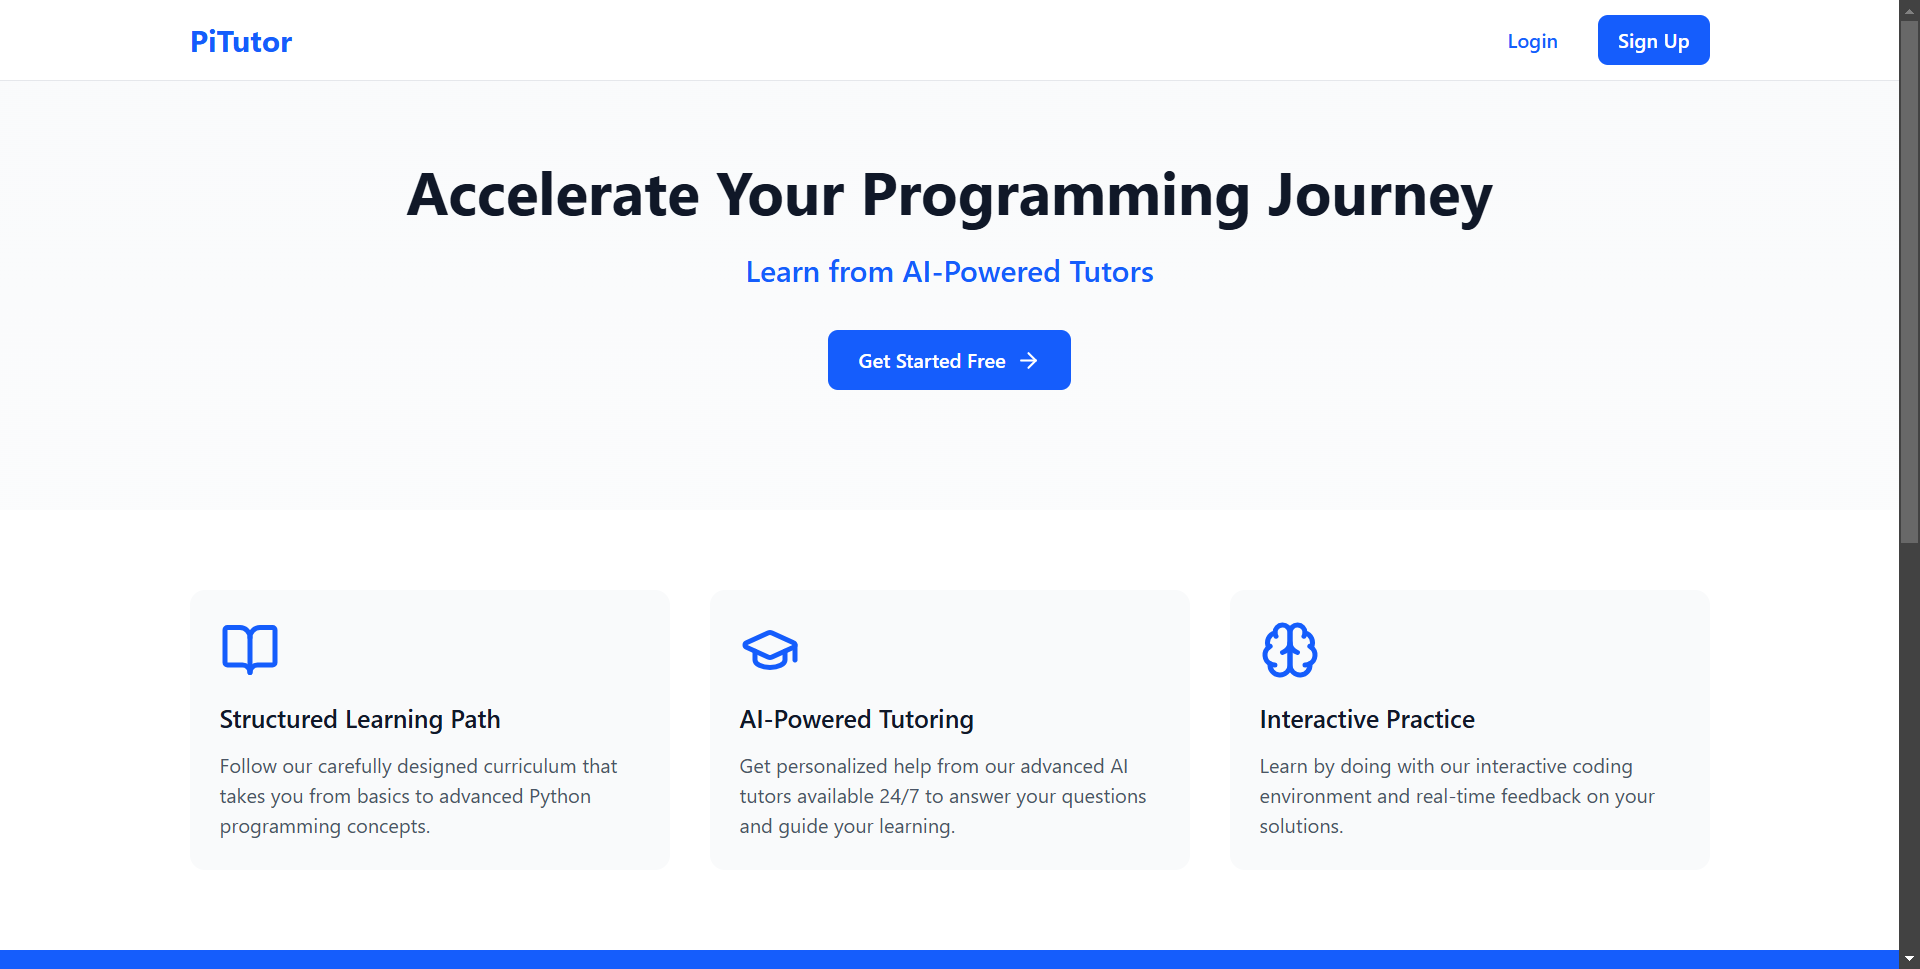 PiTutor
Login
Sign Up
Accelerate Your Programming Journey
Learn from AI-Powered Tutors
Get Started Free
Structured Learning Path
Follow our carefully designed curriculum that
takes you from basics to advanced Python
programming concepts.
AI-Powered Tutoring
Get personalized help from our advanced AI
tutors available 24/7 to answer your questions
and guide your learning.
Interactive Practice
Learn by doing with our interactive coding
environment and real-time feedback on your
solutions.